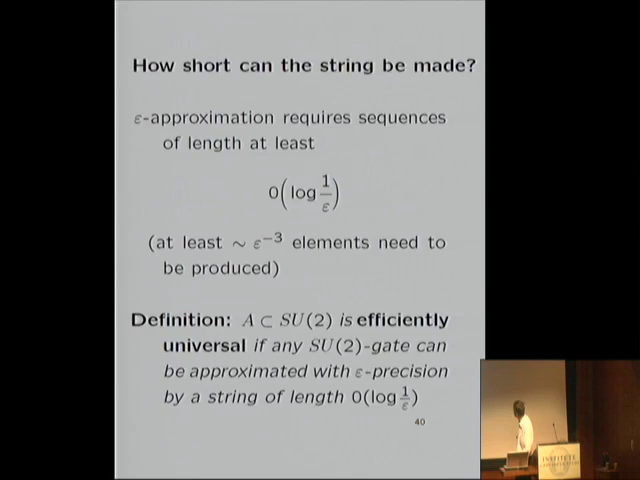 How short can the string be made?
ε-approximation requires sequences
of length at least
O(log 1/ε)
(at least ∼ ε⁻³ elements need to
be produced)
Definition: A ⊂ SU(2) is efficiently
universal if any SU(2)-gate can
be approximated with ε-precision
by a string of length O(log 1/ε)
40
INSTITUTE